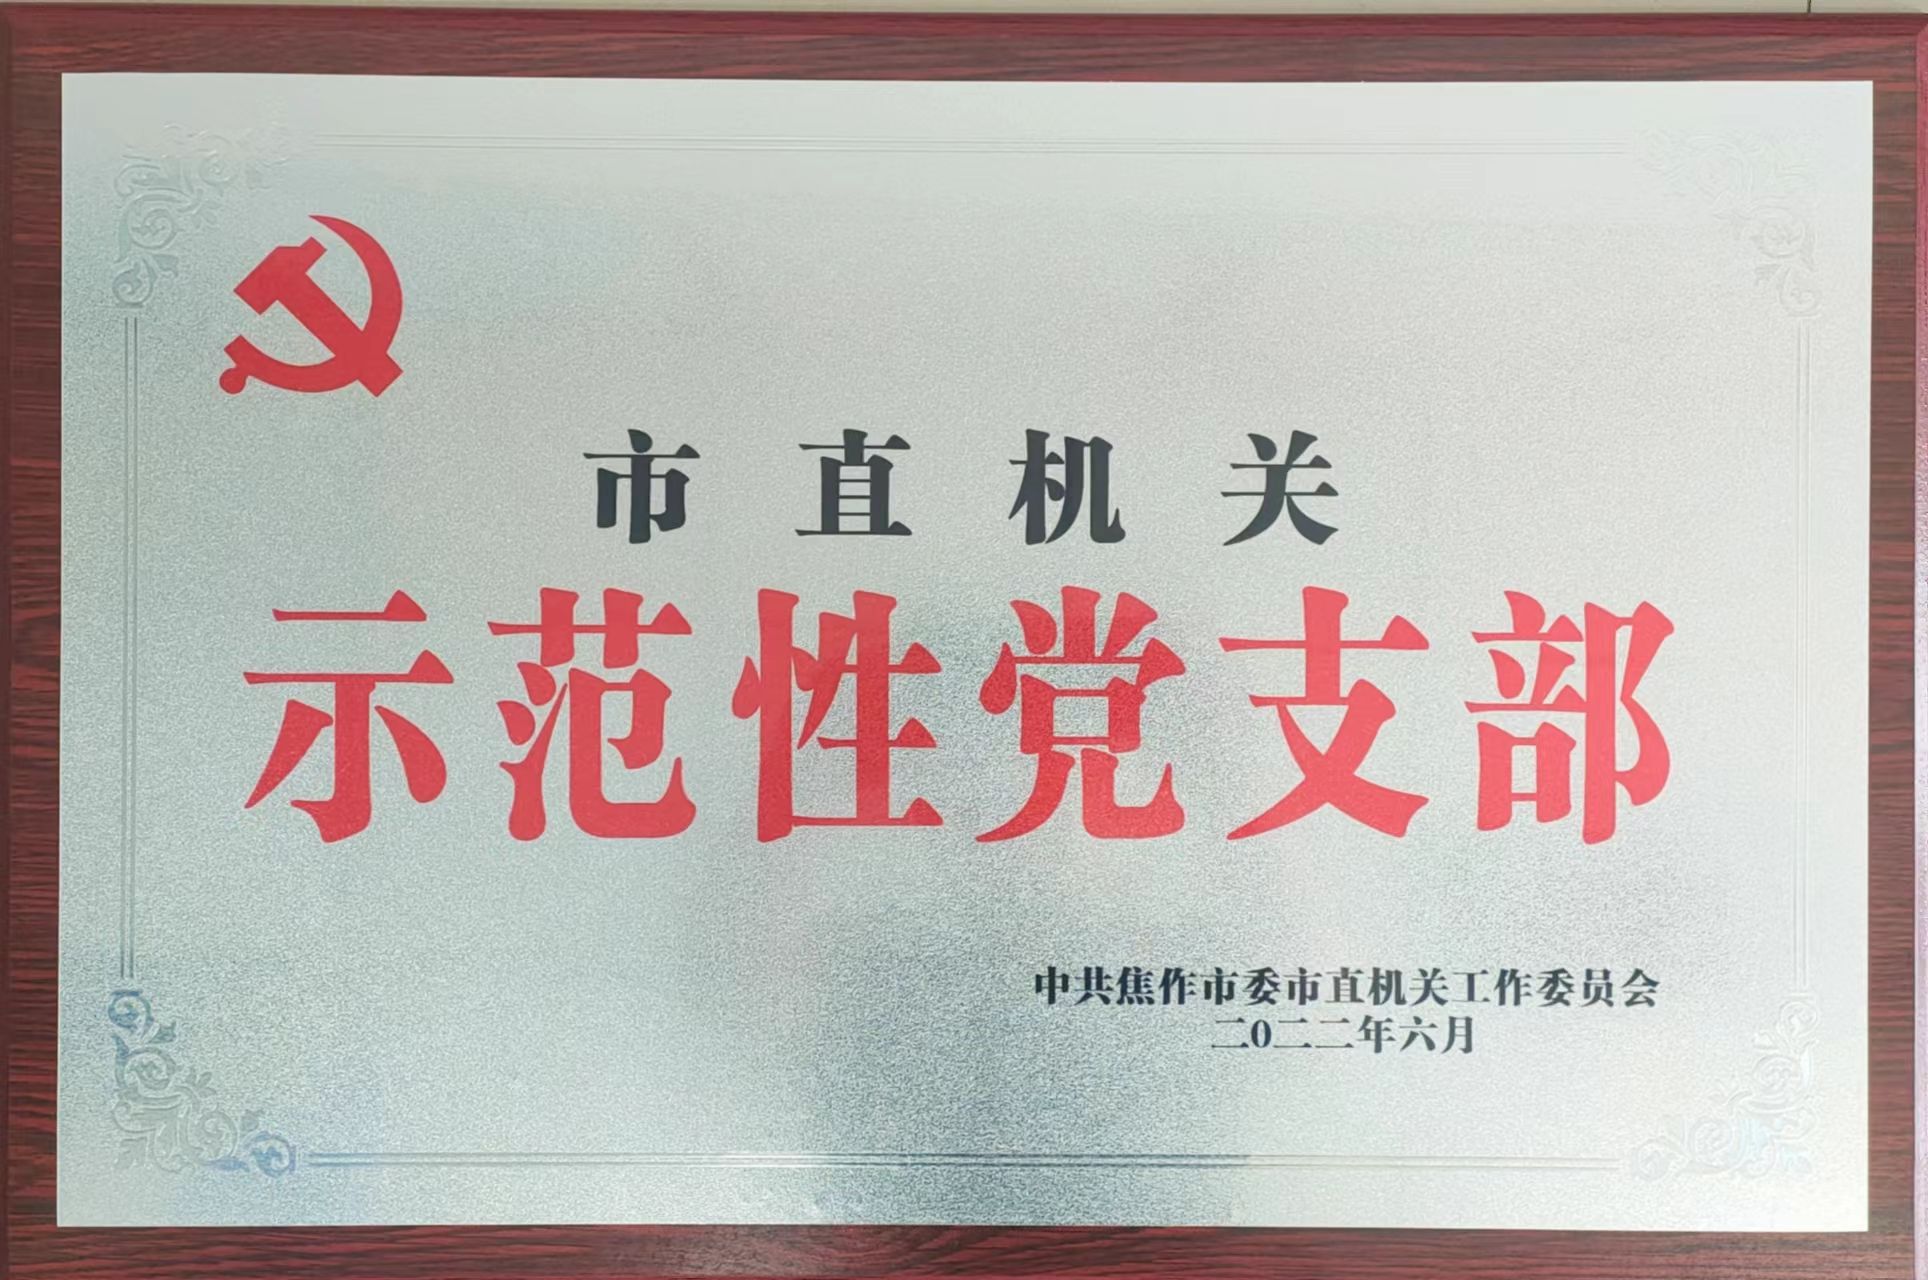 市直机关
示范性党支部
中共焦作市委市直机关工作委员会
二0二二年六月